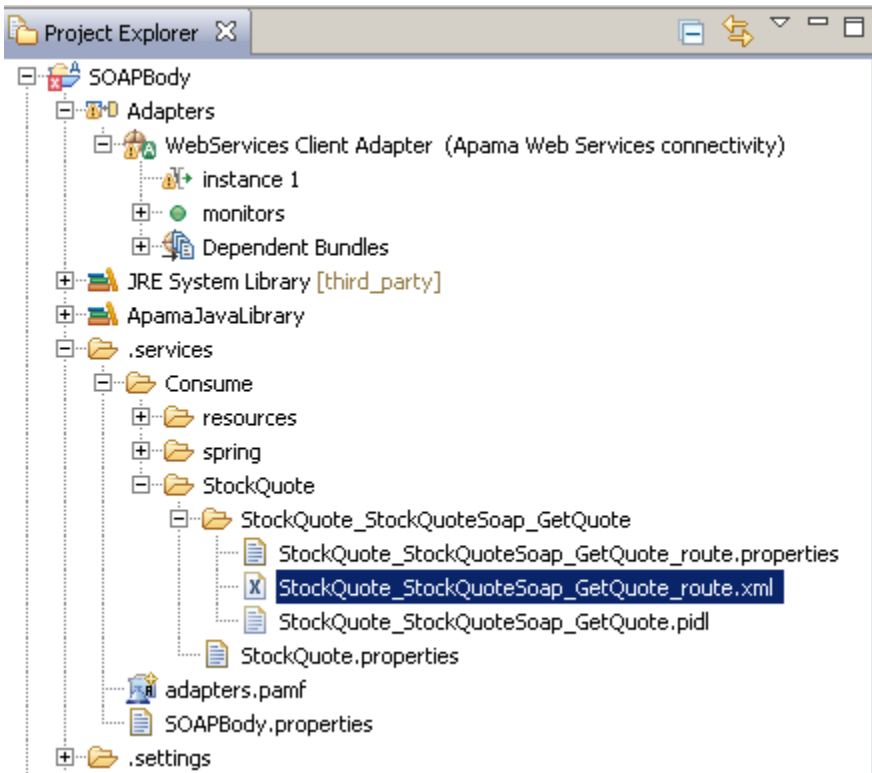 Project Explorer
SOAPBody
Adapters
WebServices Client Adapter (Apama Web Services connectivity)
instance 1
monitors
Dependent Bundles
JRE System Library [third_party]
ApamaJavaLibrary
.services
Consume
resources
spring
StockQuote
StockQuote_StockQuoteSoap_GetQuote
StockQuote_StockQuoteSoap_GetQuote_route.properties
StockQuote_StockQuoteSoap_GetQuote_route.xml
StockQuote_StockQuoteSoap_GetQuote.pidl
StockQuote.properties
adapters.pamf
SOAPBody.properties
.settings